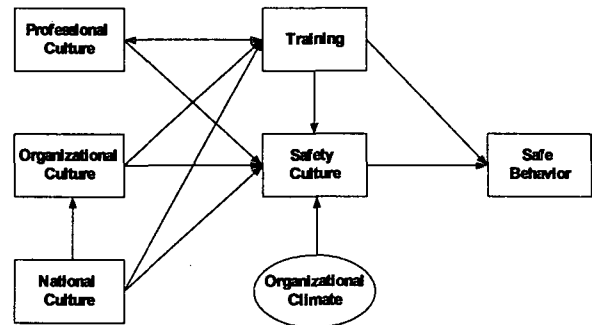 Professional
Culture
Training
Organizational
Culture
Safety
Culture
Safe
Behavior
National
Culture
Organizational
Climate